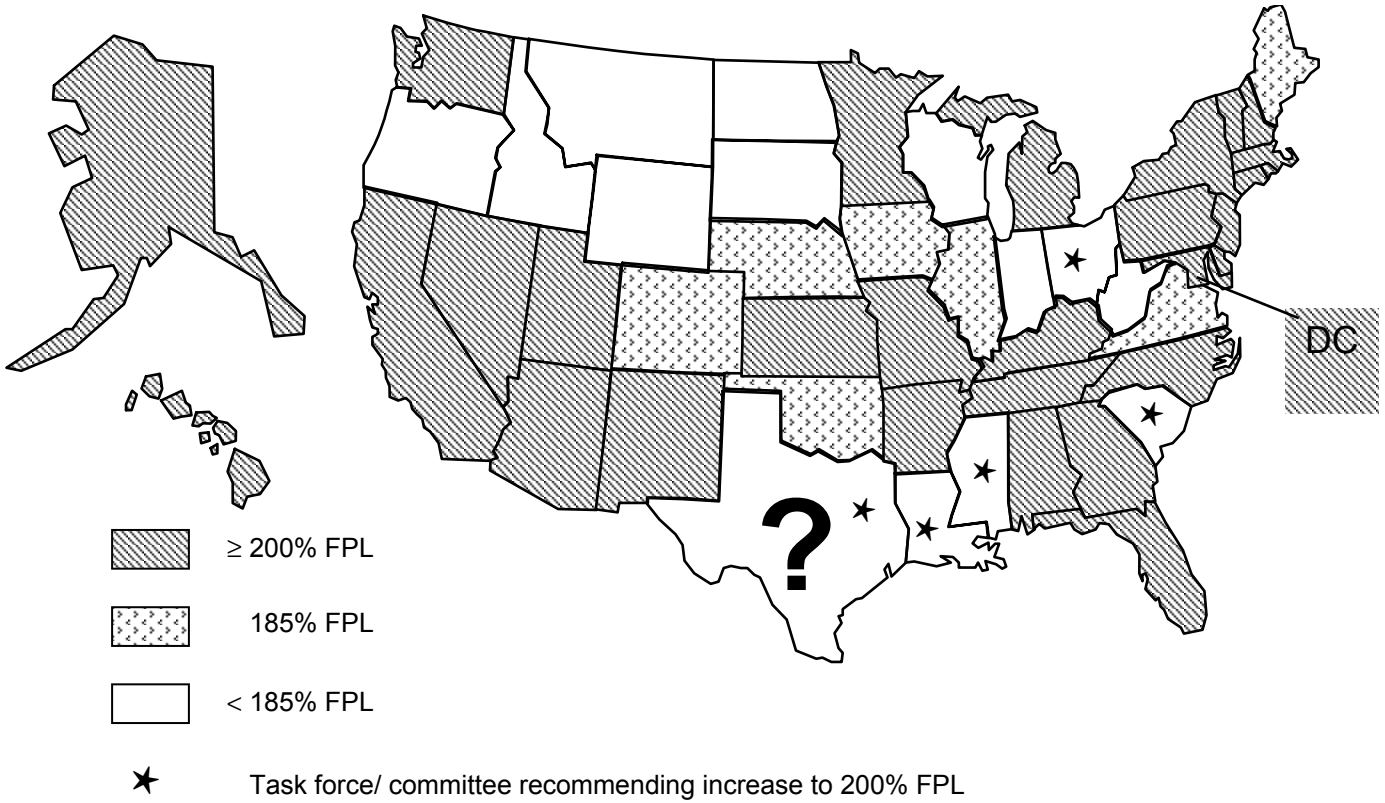 DC
?
≥ 200% FPL
185% FPL
< 185% FPL
Task force/ committee recommending increase to 200% FPL